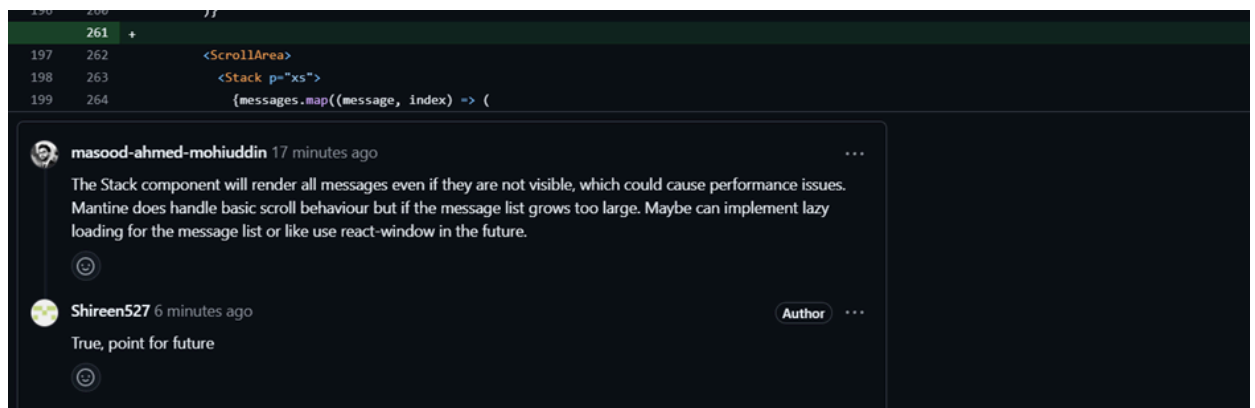 261 +
197 262 <ScrollArea>
198 263 <Stack p="xs">
199 264 {messages.map((message, index) => (
masood-ahmed-mohiuddin 17 minutes ago ...
The Stack component will render all messages even if they are not visible, which could cause performance issues.
Mantine does handle basic scroll behaviour but if the message list grows too large. Maybe can implement lazy
loading for the message list or like use react-window in the future.
Shireen527 6 minutes ago Author ...
True, point for future